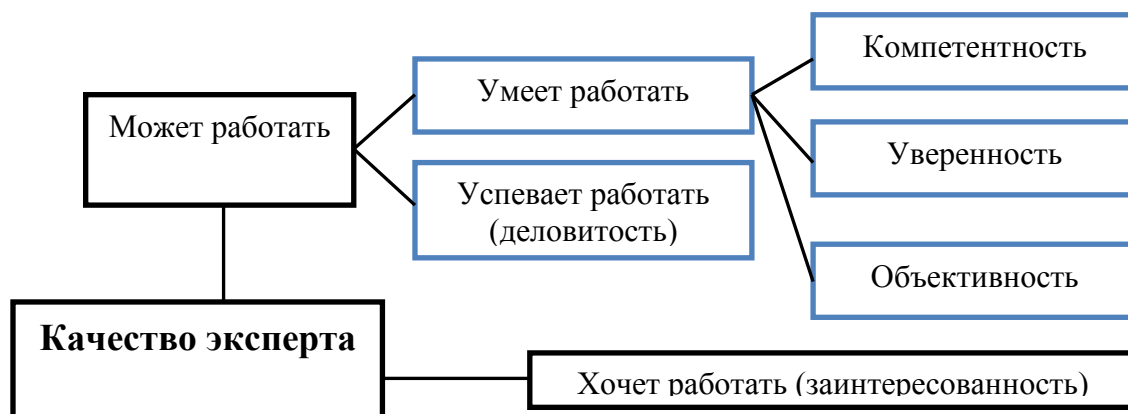 Компетентность
Умеет работать
Может работать
Уверенность
Успевает работать
(деловитость)
Объективность
Качество эксперта
Хочет работать (заинтересованность)